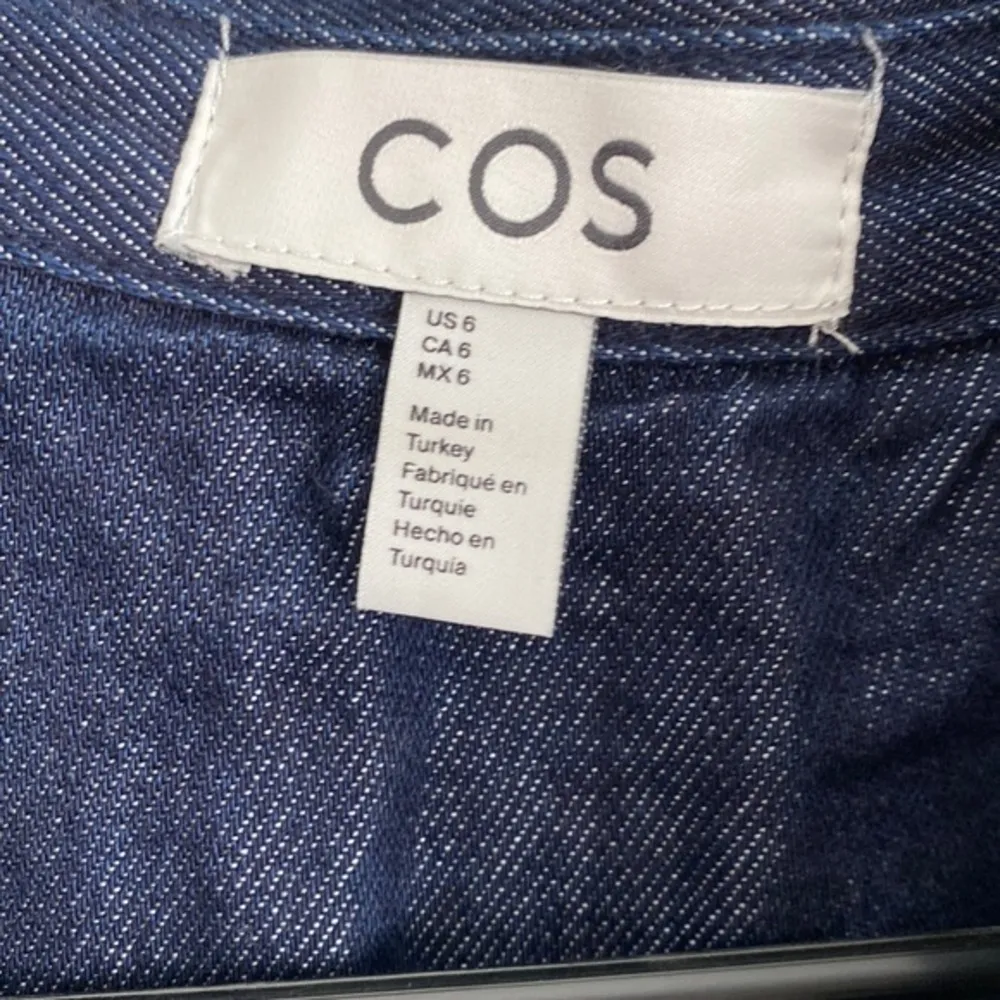 COS
US 6
CA 6
MX 6
Made in
Turkey
Fabriqué en
Turquie
Hecho en
Turquía